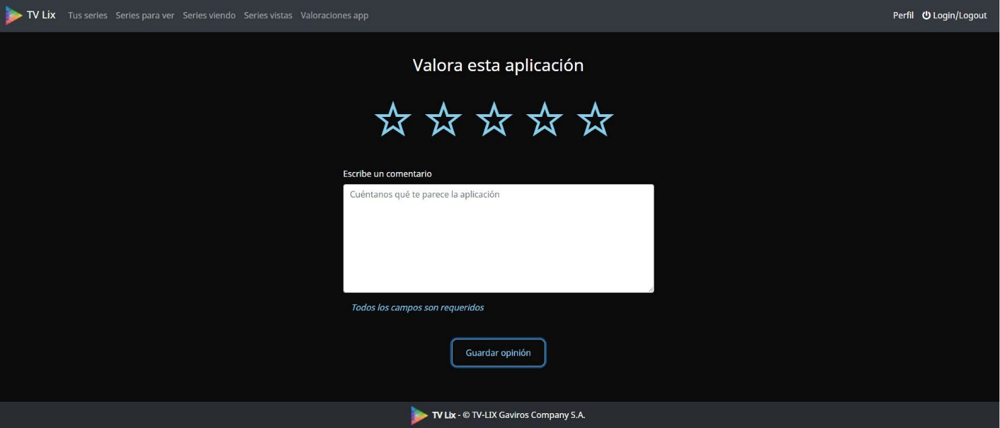 TV Lix Tus series Series para ver Series viendo Series vistas Valoraciones app Perfil Login/Logout
Valora esta aplicación
Escribe un comentario
Cuéntanos qué te parece la aplicación
Todos los campos son requeridos
Guardar opinión
TV Lix - © TV-LIX Gaviros Company S.A.